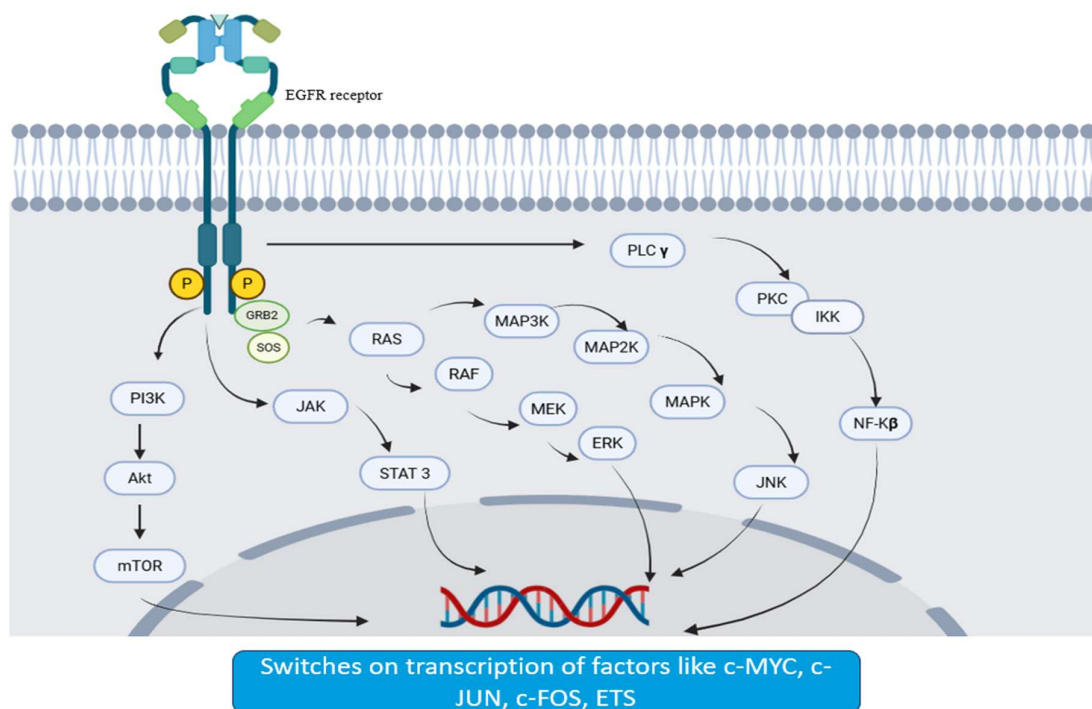 EGFR receptor
PLC γ
P
P
PKC
IKK
GRB2
SOS
RAS
MAP3K
MAP2K
RAF
MAPK
PI3K
JAK
MEK
ERK
NF-Kβ
Akt
STAT 3
JNK
mTOR
Switches on transcription of factors like c-MYC, c-
JUN, c-FOS, ETS